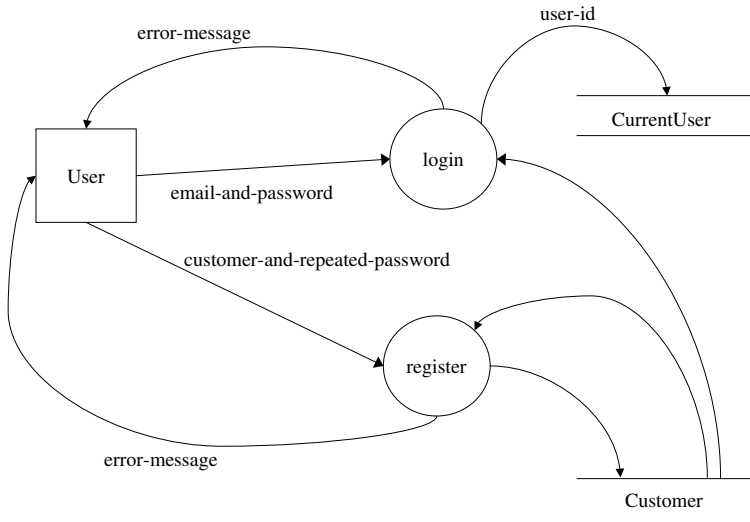 user-id
error-message
CurrentUser
login
User
email-and-password
customer-and-repeated-password
register
error-message
Customer